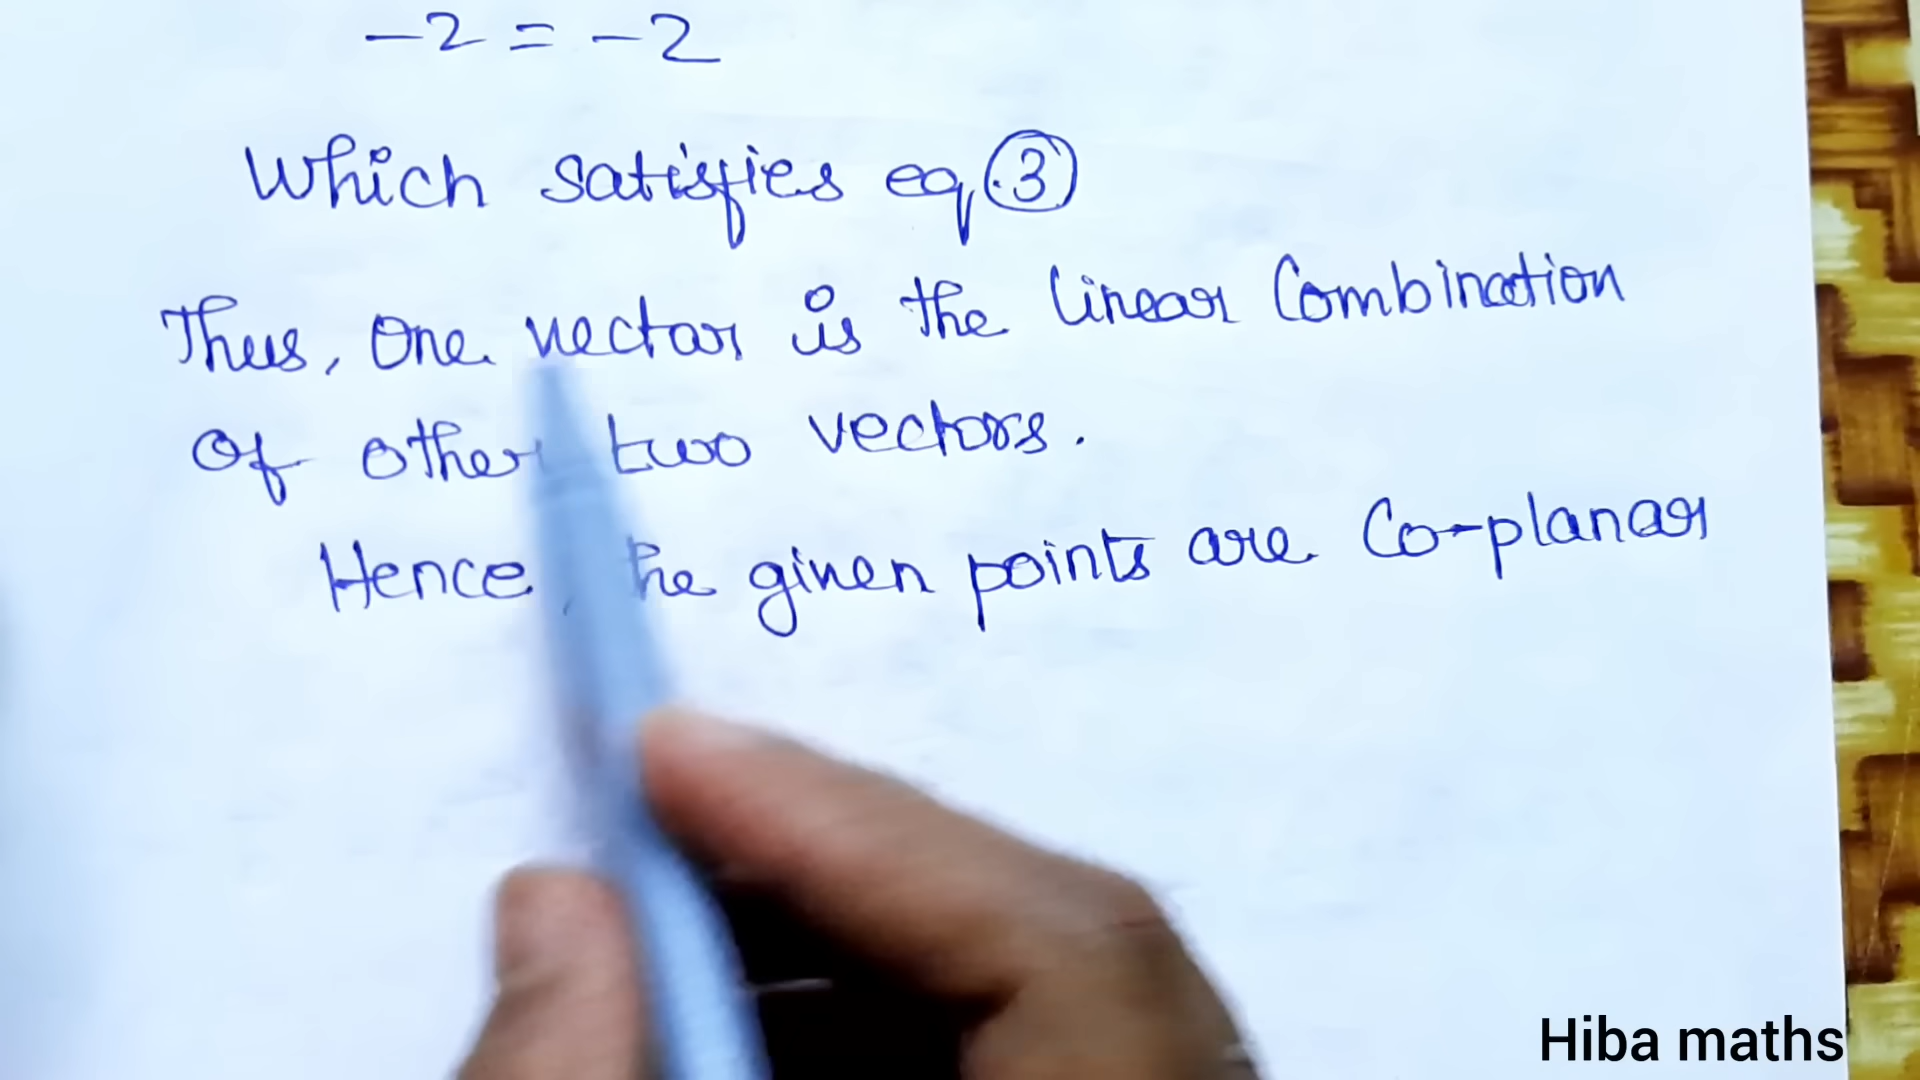 -2 = -2
Which satisfies eq (3)
Thus, One vector is the linear Combination
Of other two vectors.
Hence, the given points are Co-planar
Hiba maths